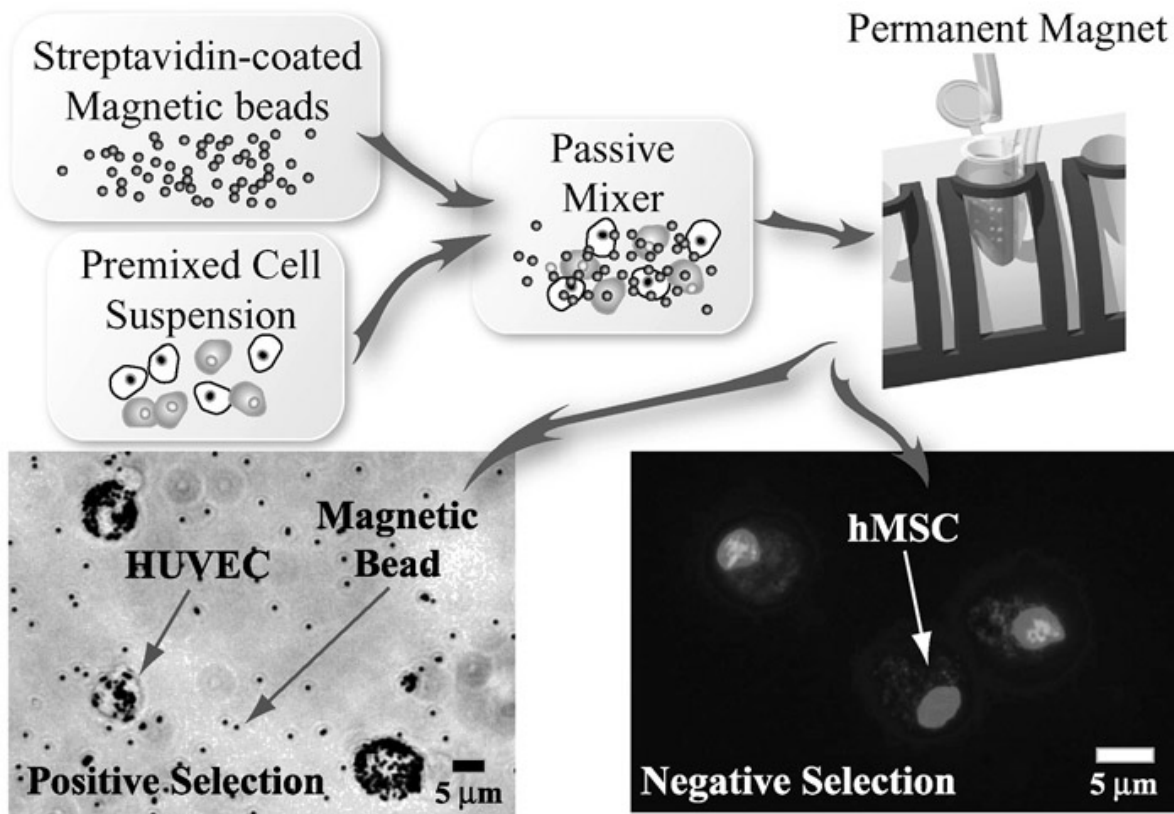 Streptavidin-coated
Magnetic beads
Permanent Magnet
Passive
Mixer
Premixed Cell
Suspension
Magnetic
Bead
HUVEC
Positive Selection
5 μm
hMSC
Negative Selection
5 μm